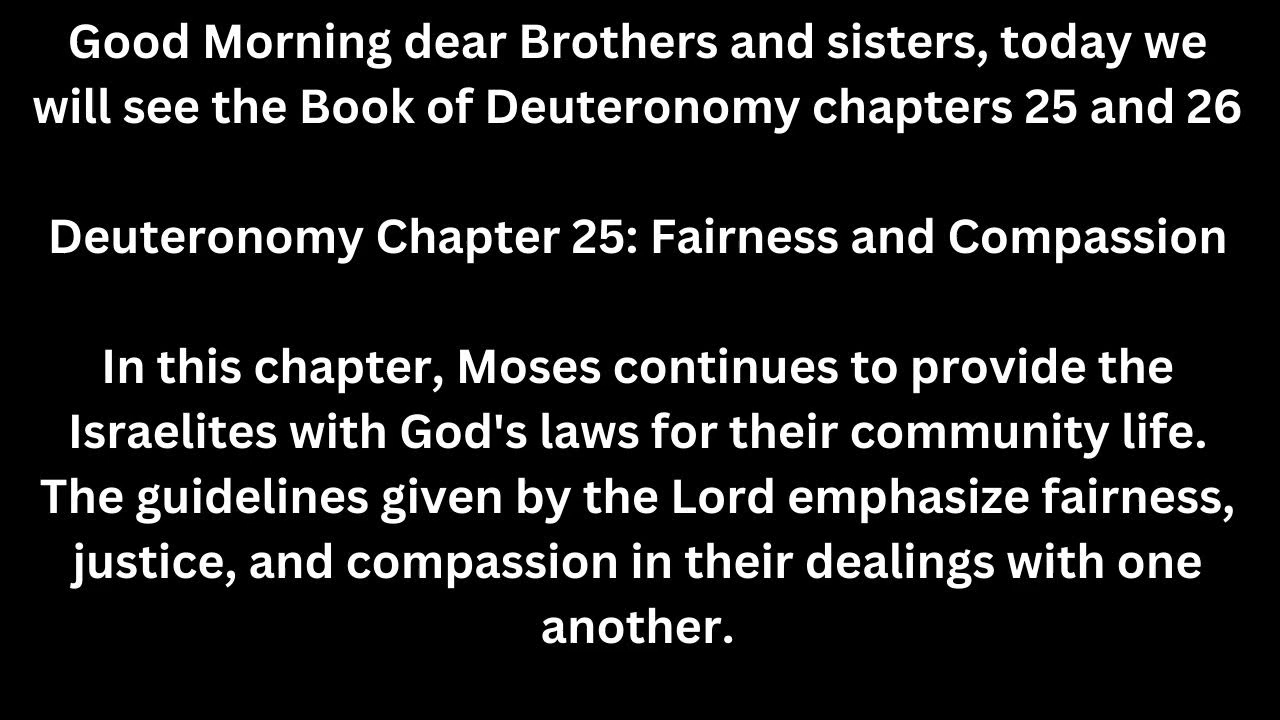 Good Morning dear Brothers and sisters, today we
will see the Book of Deuteronomy chapters 25 and 26
Deuteronomy Chapter 25: Fairness and Compassion
In this chapter, Moses continues to provide the
Israelites with God's laws for their community life.
The guidelines given by the Lord emphasize fairness,
justice, and compassion in their dealings with one
another.